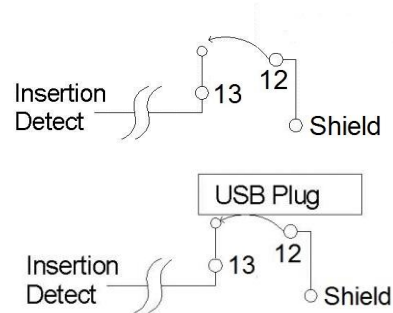 Insertion
Detect
13
12
Shield
USB Plug
Insertion
Detect
13
12
Shield